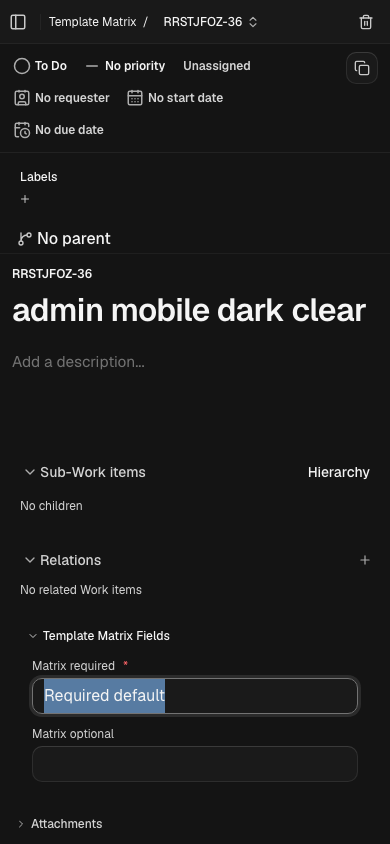 Template Matrix / RRSTJFOZ-36
To Do No priority Unassigned
No requester No start date
No due date
Labels
+
No parent
RRSTJFOZ-36
admin mobile dark clear
Add a description...
Sub-Work items Hierarchy
No children
Relations +
No related Work items
Template Matrix Fields
Matrix required *
Required default
Matrix optional
Attachments